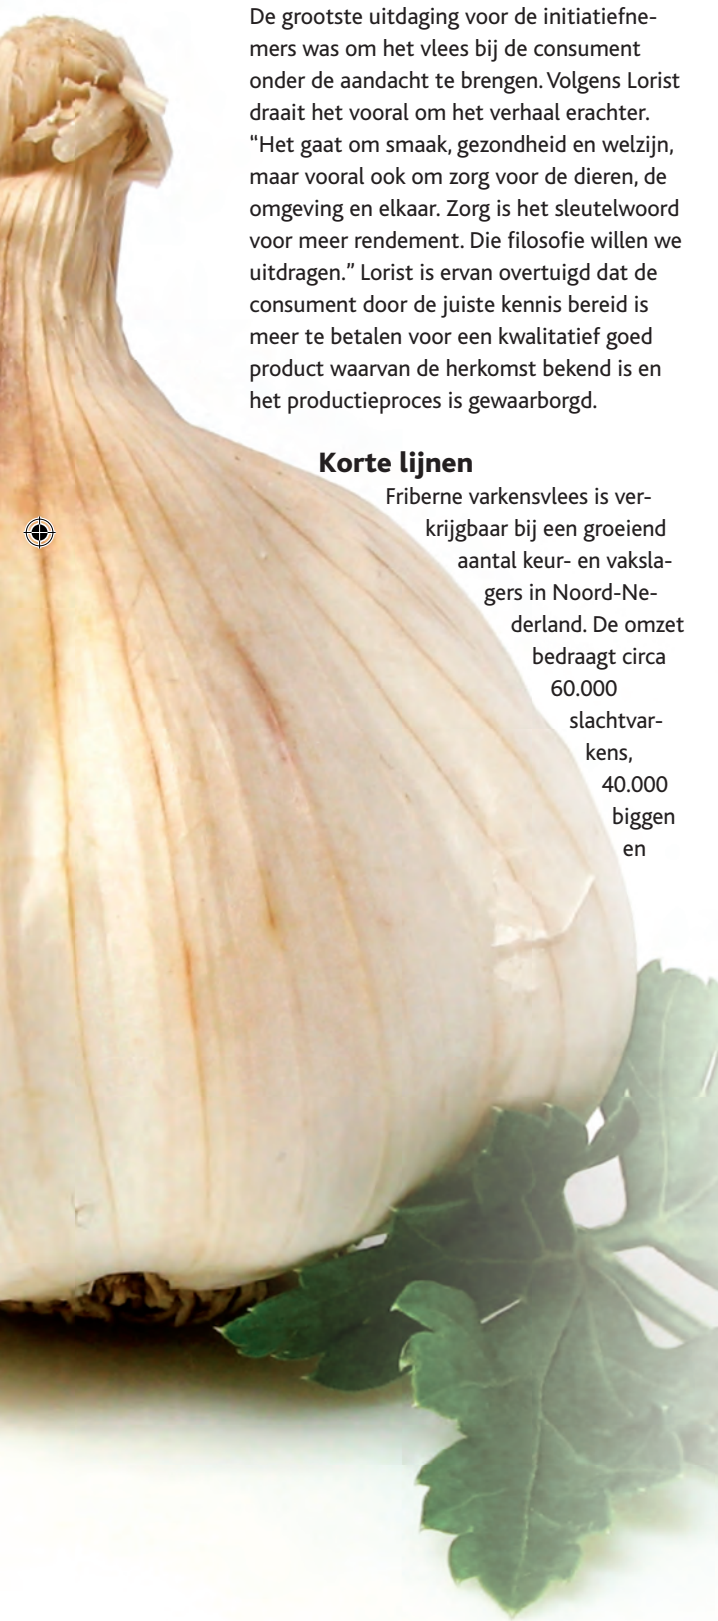 De grootste uitdaging voor de initiatiefne-
mers was om het vlees bij de consument
onder de aandacht te brengen. Volgens Lorist
draait het vooral om het verhaal erachter.
“Het gaat om smaak, gezondheid en welzijn,
maar vooral ook om zorg voor de dieren, de
omgeving en elkaar. Zorg is het sleutelwoord
voor meer rendement. Die filosofie willen we
uitdragen.” Lorist is ervan overtuigd dat de
consument door de juiste kennis bereid is
meer te betalen voor een kwalitatief goed
product waarvan de herkomst bekend is en
het productieproces is gewaarborgd.
Korte lijnen
Friberne varkensvlees is ver-
krijgbaar bij een groeiend
aantal keur- en vaksla-
gers in Noord-Ne-
derland. De omzet
bedraagt circa
60.000
slachtvar-
kens,
40.000
biggen
en